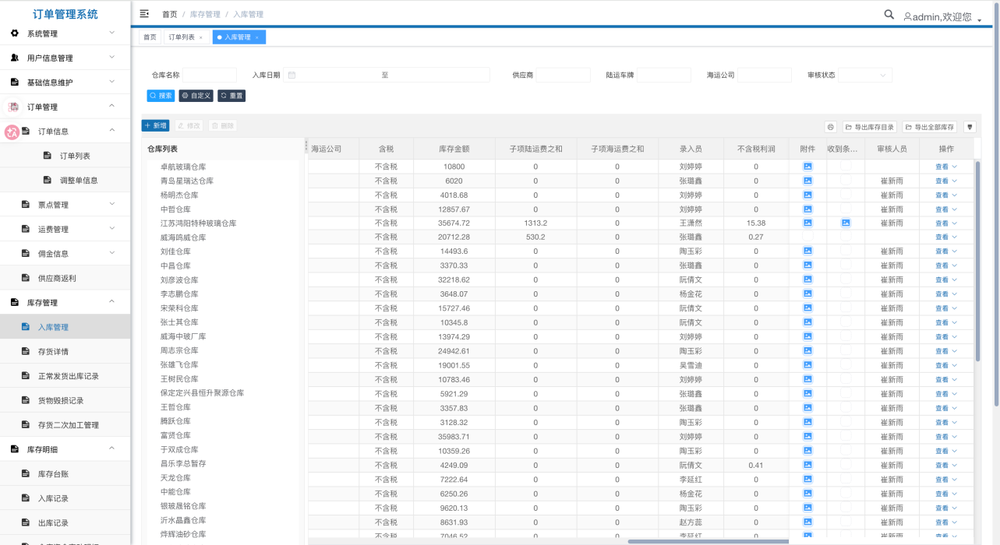 订单管理系统
系统管理
用户信息管理
基础信息维护
订单管理
订单信息
订单列表
调整单信息
票点管理
运费管理
佣金信息
供应商返利
库存管理
入库管理
存货详情
正常发货出库记录
货物毁损记录
存货二次加工管理
库存明细
库存台账
入库记录
出库记录
首页 / 库存管理 / 入库管理
admin,欢迎您
首页 订单列表 × 入库管理 ×
仓库名称 入库日期 至 供应商 陆运车牌 海运公司 审核状态
搜索 自定义 重置
+ 新增 修改 删除 导出库存目录 导出全部库存
仓库列表
卓航玻璃仓库
青岛星瑞达仓库
杨明杰仓库
中哲仓库
江苏鸿阳特种玻璃仓库
威海鸣威仓库
刘佳仓库
中昌仓库
刘彦波仓库
李志鹏仓库
宋荣科仓库
张士其仓库
威海中玻厂库
周志宗仓库
张雄飞仓库
王树民仓库
保定定兴县恒升聚源仓库
王哲仓库
腾跃仓库
富贤仓库
于双成仓库
昌乐李总暂存
天龙仓库
中能仓库
银玻晟铭仓库
沂水晶鑫仓库
烨辉油砂仓库
海运公司 含税 库存金额 子项陆运费之和 子项海运费之和 录入员 不含税利润 附件 收到条... 审核人员 操作
不含税 10800 0 0 刘婷婷 0 查看
不含税 6020 0 0 张璐鑫 0 崔新雨 查看
不含税 4018.68 0 0 刘婷婷 0 崔新雨 查看
不含税 12857.67 0 0 刘婷婷 0 崔新雨 查看
不含税 35674.72 1313.2 0 王潇然 15.38 崔新雨 查看
不含税 20712.28 530.2 0 张璐鑫 0.27 查看
不含税 14493.6 0 0 陶玉彩 0 崔新雨 查看
不含税 3370.33 0 0 张璐鑫 0 崔新雨 查看
不含税 32218.62 0 0 阮倩文 0 崔新雨 查看
不含税 3648.07 0 0 杨金花 0 崔新雨 查看
不含税 15727.46 0 0 阮倩文 0 崔新雨 查看
不含税 10345.8 0 0 阮倩文 0 崔新雨 查看
不含税 13974.29 0 0 刘婷婷 0 崔新雨 查看
不含税 24942.61 0 0 陶玉彩 0 崔新雨 查看
不含税 19001.55 0 0 吴雪迪 0 崔新雨 查看
不含税 10783.46 0 0 刘婷婷 0 崔新雨 查看
不含税 5921.29 0 0 张璐鑫 0 崔新雨 查看
不含税 3357.83 0 0 张璐鑫 0 崔新雨 查看
不含税 3128.32 0 0 陶玉彩 0 崔新雨 查看
不含税 35983.71 0 0 刘婷婷 0 崔新雨 查看
不含税 10359.26 0 0 陶玉彩 0 崔新雨 查看
不含税 4249.09 0 0 阮倩文 0.41 崔新雨 查看
不含税 7222.64 0 0 李延红 0 崔新雨 查看
不含税 6250.26 0 0 杨金花 0 崔新雨 查看
不含税 9620.13 0 0 陶玉彩 0 崔新雨 查看
不含税 8631.93 0 0 赵方蕊 0 崔新雨 查看
不含税 7046.52 0 0 李延红 0 崔新雨 查看